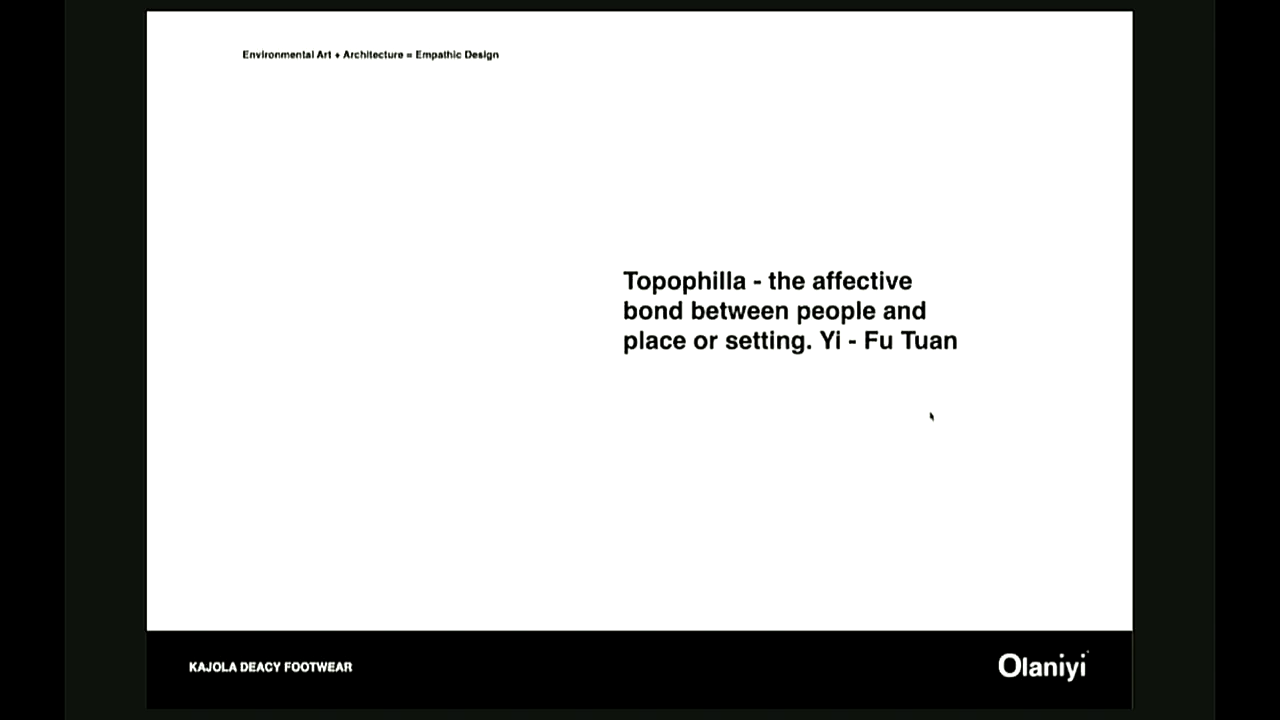 Environmental Art + Architecture = Empathic Design
Topophilla - the affective
bond between people and
place or setting. Yi - Fu Tuan
KAJOLA DEACY FOOTWEAR
Olaniyi